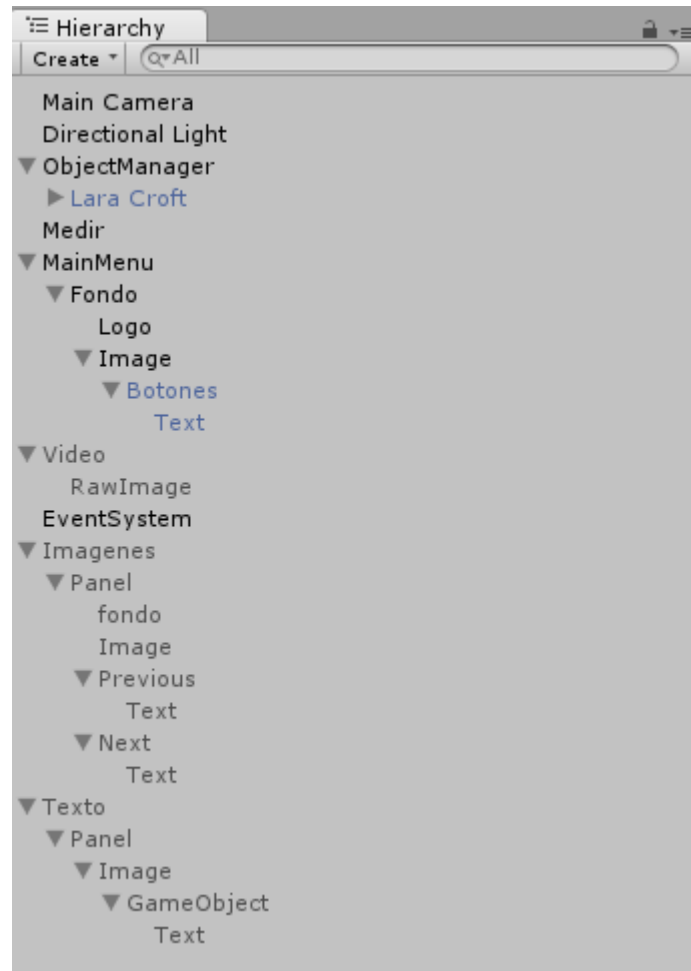 Hierarchy
Create All
Main Camera
Directional Light
ObjectManager
Lara Croft
Medir
MainMenu
Fondo
Logo
Image
Botones
Text
Video
RawImage
EventSystem
Imagenes
Panel
fondo
Image
Previous
Text
Next
Text
Texto
Panel
Image
GameObject
Text